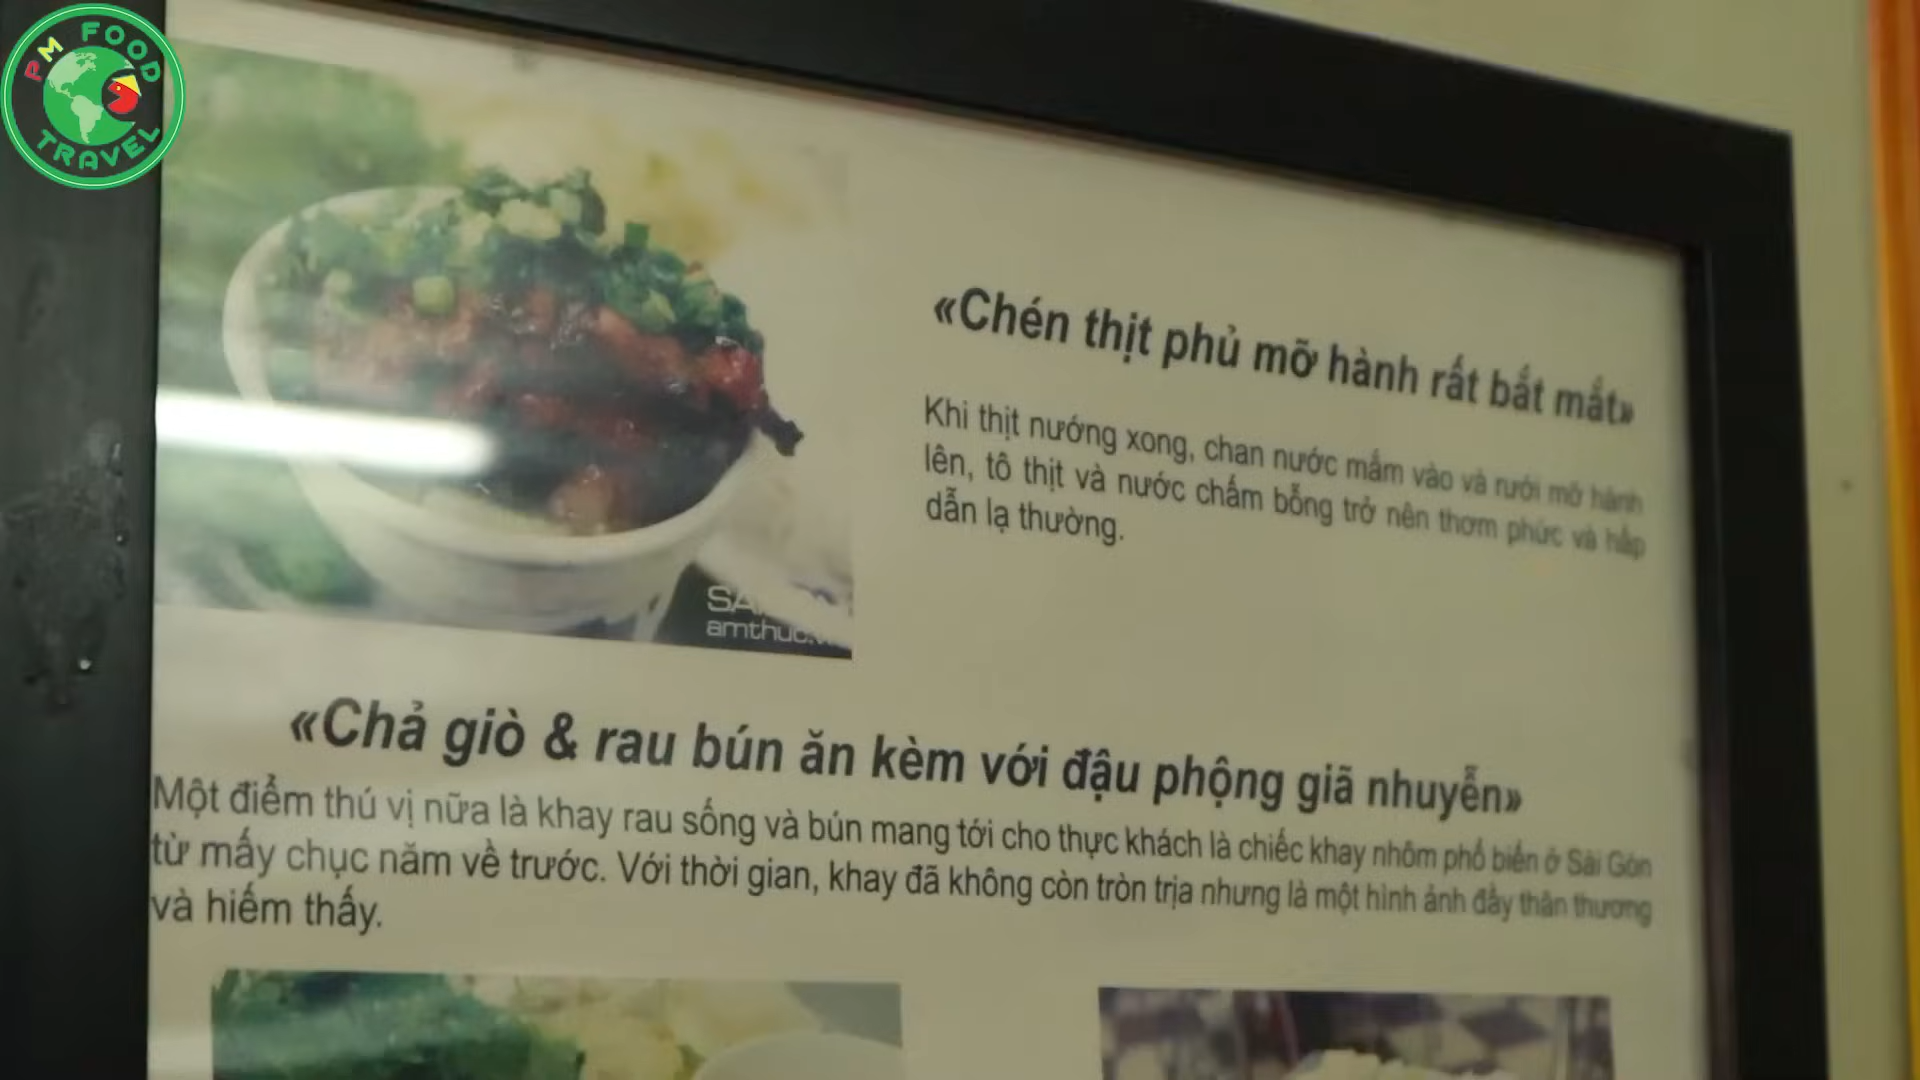 PM FOOD
TRAVEL
«Chén thịt phủ mỡ hành rất bắt mắt»
Khi thịt nướng xong, chan nước mắm vào và rưới mỡ hành
lên, tô thịt và nước chấm bỗng trở nên thơm phức và hấp
dẫn lạ thường.
amthuc.
«Chả giò & rau bún ăn kèm với đậu phộng giã nhuyễn»
Một điểm thú vị nữa là khay rau sống và bún mang tới cho thực khách là chiếc khay nhôm phổ biến ở Sài Gòn
từ mấy chục năm về trước. Với thời gian, khay đã không còn tròn trịa nhưng là một hình ảnh đầy thân thương
và hiếm thấy.